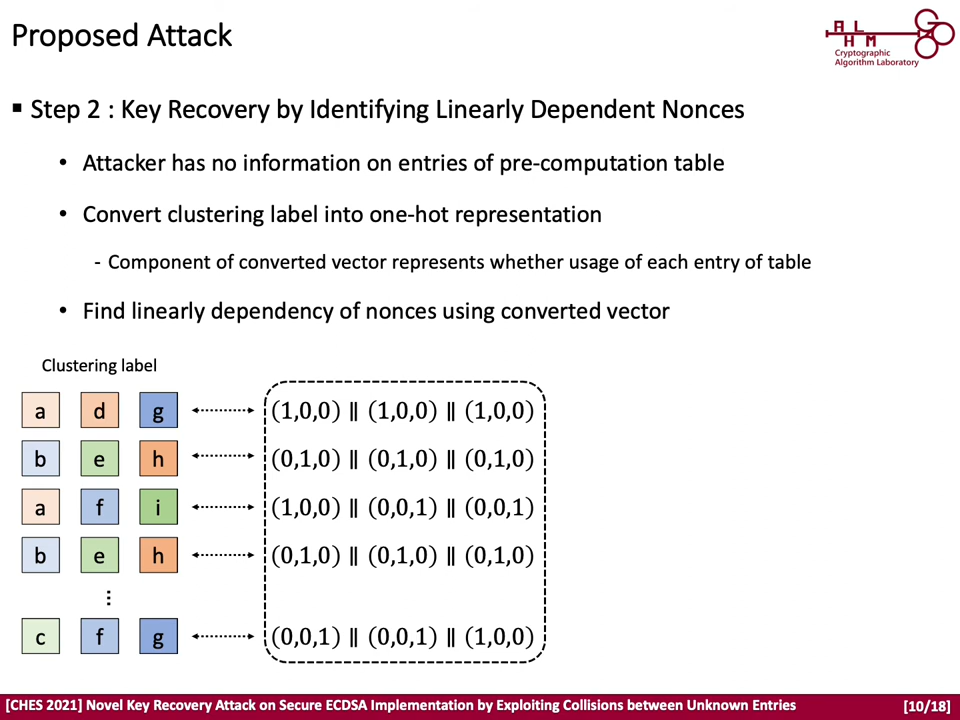 Proposed Attack
A L
H M
Cryptographic
Algorithm Laboratory
▪ Step 2 : Key Recovery by Identifying Linearly Dependent Nonces
• Attacker has no information on entries of pre-computation table
• Convert clustering label into one-hot representation
- Component of converted vector represents whether usage of each entry of table
• Find linearly dependency of nonces using converted vector
Clustering label
a d g (1,0,0) ∥ (1,0,0) ∥ (1,0,0)
b e h (0,1,0) ∥ (0,1,0) ∥ (0,1,0)
a f i (1,0,0) ∥ (0,0,1) ∥ (0,0,1)
b e h (0,1,0) ∥ (0,1,0) ∥ (0,1,0)
⋮
c f g (0,0,1) ∥ (0,0,1) ∥ (1,0,0)
[CHES 2021] Novel Key Recovery Attack on Secure ECDSA Implementation by Exploiting Collisions between Unknown Entries [10/18]